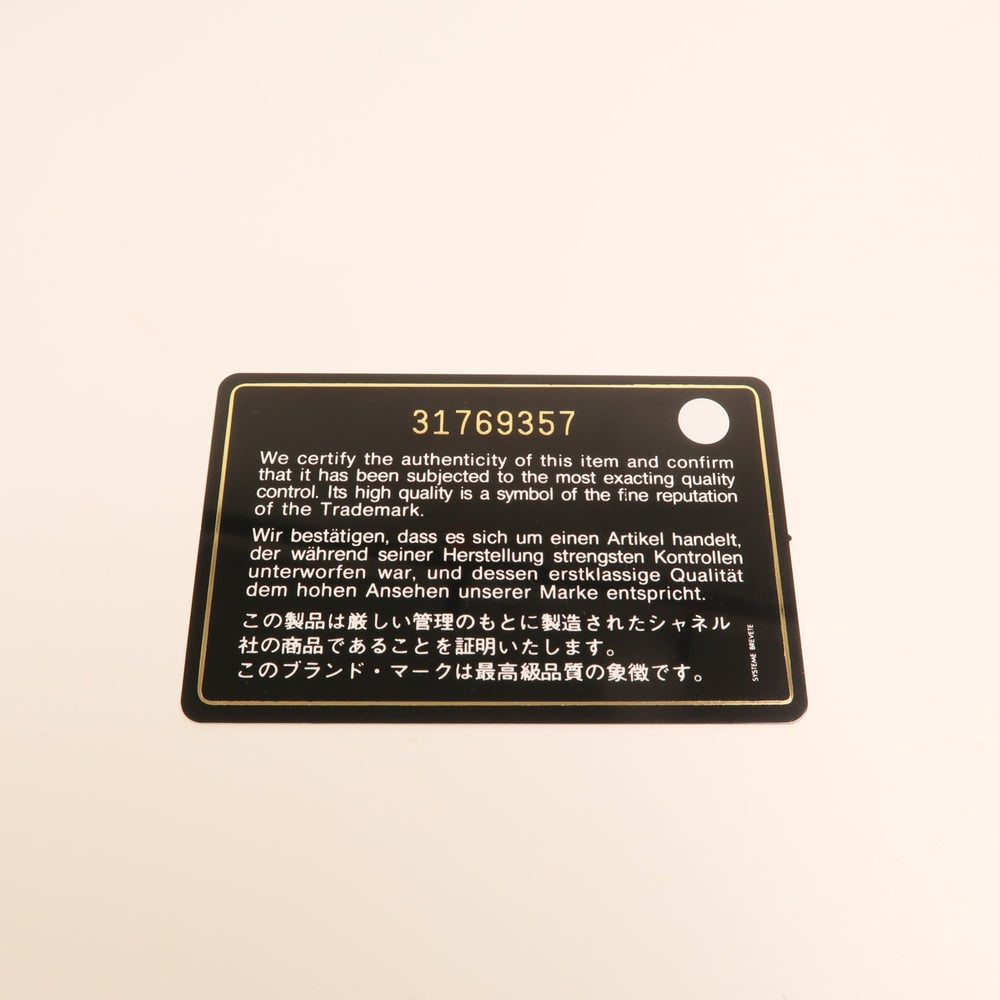 31769357
We certify the authenticity of this item and confirm
that it has been subjected to the most exacting quality
control. Its high quality is a symbol of the fine reputation
of the Trademark.
Wir bestätigen, dass es sich um einen Artikel handelt,
der während seiner Herstellung strengsten Kontrollen
unterworfen war, und dessen erstklassige Qualität
dem hohen Ansehen unserer Marke entspricht.
この製品は厳しい管理のもとに製造されたシャネル
社の商品であることを証明いたします。
このブランド・マークは最高級品質の象徴です。
SYSTEME BREVETE